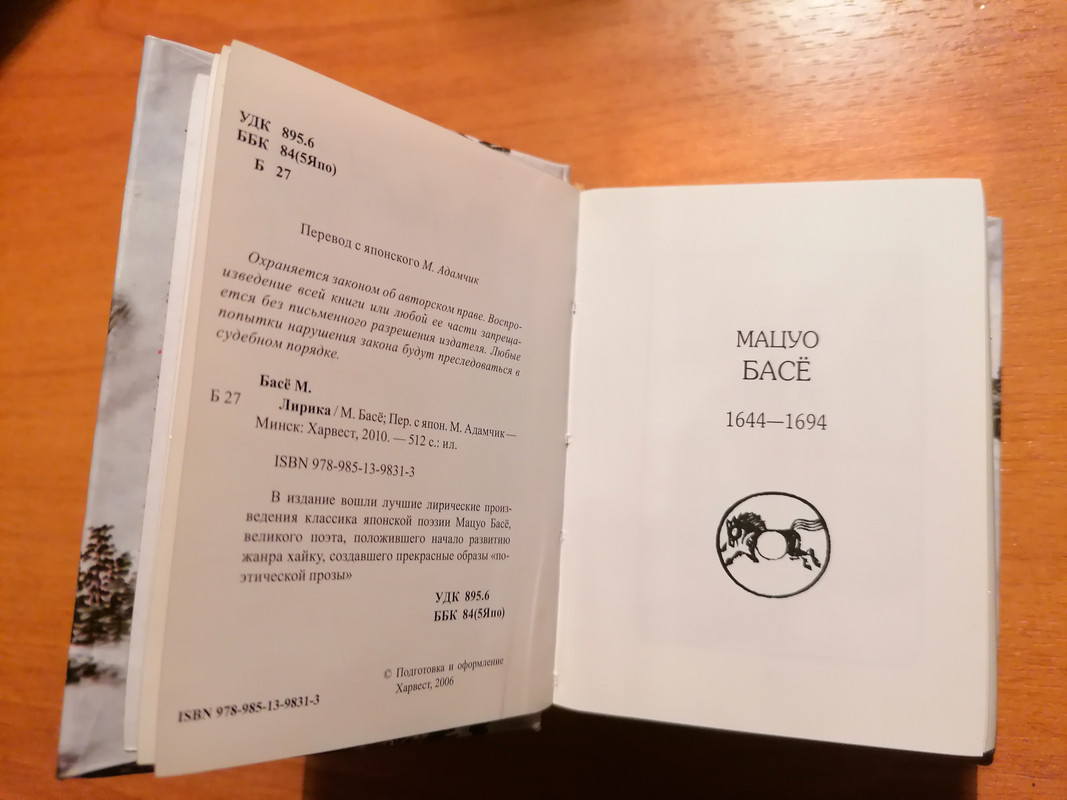 УДК 895.6
ББК 84(5Япо)
Б 27
Перевод с японского М. Адамчик
Охраняется законом об авторском праве. Воспро-
изведение всей книги или любой ее части запреща-
ется без письменного разрешения издателя. Любые
попытки нарушения закона будут преследоваться в
судебном порядке.
Басё М.
Б 27 Лирика / М. Басё; Пер. с япон. М. Адамчик —
Минск: Харвест, 2010. — 512 с.: ил.
ISBN 978-985-13-9831-3
В издание вошли лучшие лирические произ-
ведения классика японской поэзии Мацуо Басё,
великого поэта, положившего начало развитию
жанра хайку, создавшего прекрасные образы «по-
этической прозы»
УДК 895.6
ББК 84(5Япо)
© Подготовка и оформление
Харвест, 2006
ISBN 978-985-13-9831-3
МАЦУО
БАСЁ
1644—1694